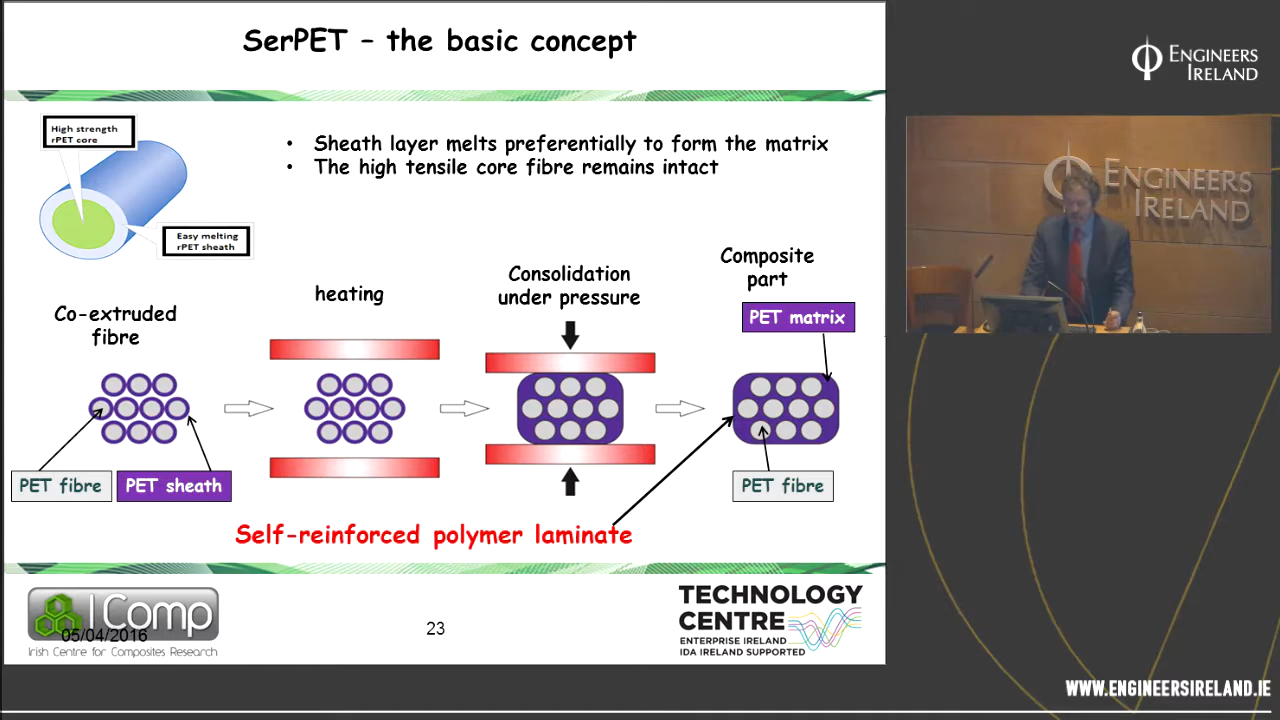 SerPET - the basic concept
High strength
rPET core
• Sheath layer melts preferentially to form the matrix
• The high tensile core fibre remains intact
Easy melting
rPET sheath
Co-extruded
fibre
heating
Consolidation
under pressure
Composite
part
PET matrix
PET fibre
PET sheath
PET fibre
Self-reinforced polymer laminate
IComp
05/04/2016
Irish Centre for Composites Research
23
TECHNOLOGY
CENTRE
ENTERPRISE IRELAND
IDA IRELAND SUPPORTED
ENGINEERS
IRELAND
ENGINEERS
IRELAND
WWW.ENGINEERSIRELAND.IE